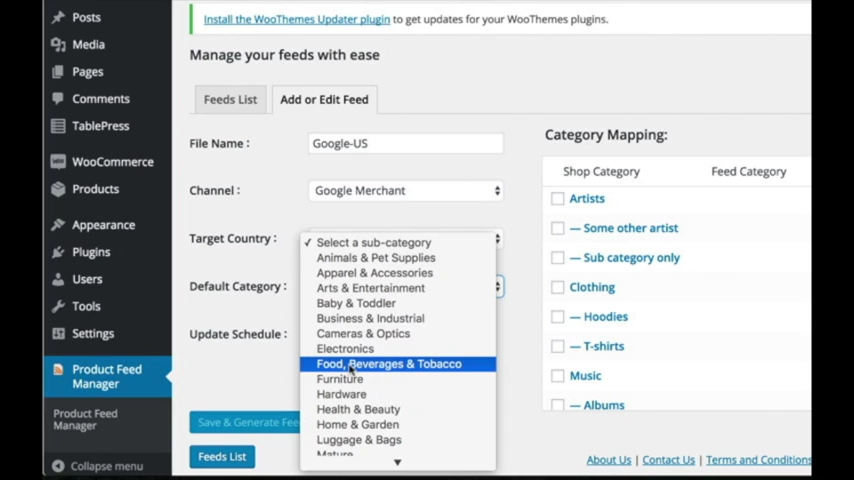 Posts
Media
Pages
Comments
TablePress
WooCommerce
Products
Appearance
Plugins
Users
Tools
Settings
Product Feed
Manager
Product Feed
Manager
Collapse menu
Install the WooThemes Updater plugin to get updates for your WooThemes plugins.
Manage your feeds with ease
Feeds List
Add or Edit Feed
File Name : Google-US
Channel : Google Merchant
Target Country :
Default Category :
Update Schedule :
✓ Select a sub-category
Animals & Pet Supplies
Apparel & Accessories
Arts & Entertainment
Baby & Toddler
Business & Industrial
Cameras & Optics
Electronics
Food, Beverages & Tobacco
Furniture
Hardware
Health & Beauty
Home & Garden
Luggage & Bags
Mature
Save & Generate Fee
Feeds List
Category Mapping:
Shop Category Feed Category
Artists
— Some other artist
— Sub category only
Clothing
— Hoodies
— T-shirts
Music
— Albums
About Us | Contact Us | Terms and Conditions